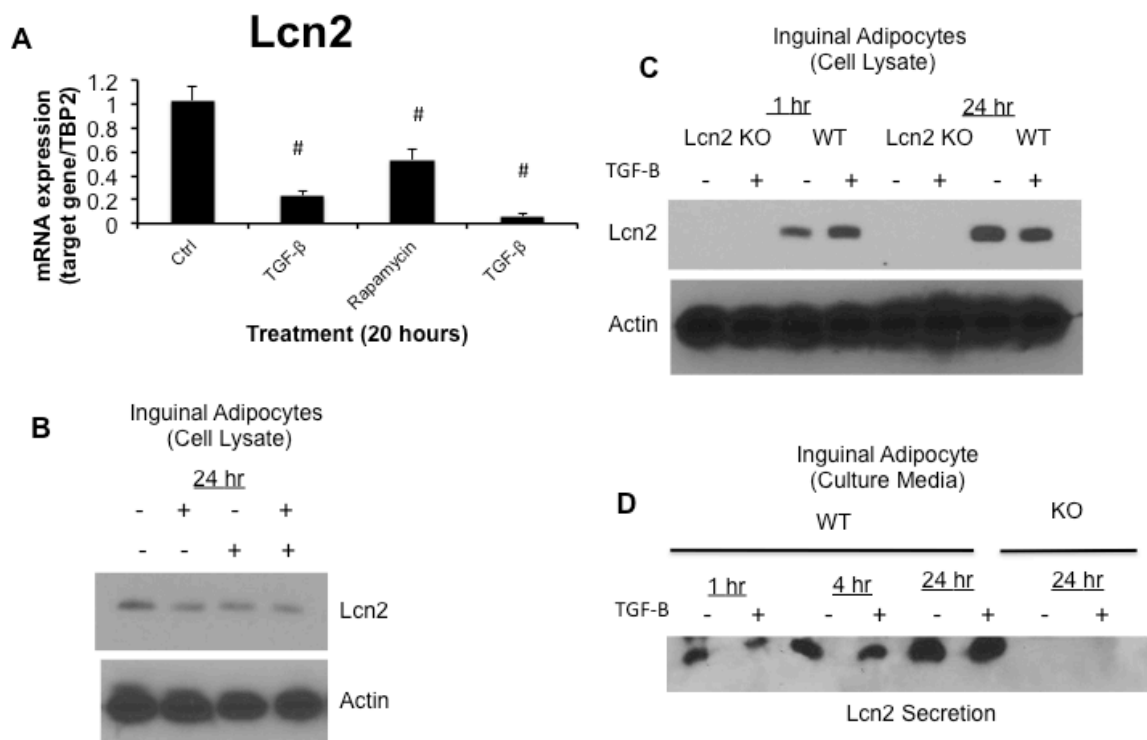 A
Lcn2
mRNA expression
(target gene/TBP2)
1.2
1
0.8
0.6
0.4
0.2
0
#
#
#
Ctrl
TGF-β
Rapamycin
TGF-β
Treatment (20 hours)
B
Inguinal Adipocytes
(Cell Lysate)
24 hr
- + - +
- - + +
Lcn2
Actin
C
Inguinal Adipocytes
(Cell Lysate)
1 hr 24 hr
Lcn2 KO WT Lcn2 KO WT
TGF-B - + - + - + - +
Lcn2
Actin
Inguinal Adipocyte
(Culture Media)
D
WT KO
1 hr 4 hr 24 hr 24 hr
TGF-B - + - + - + - +
Lcn2 Secretion